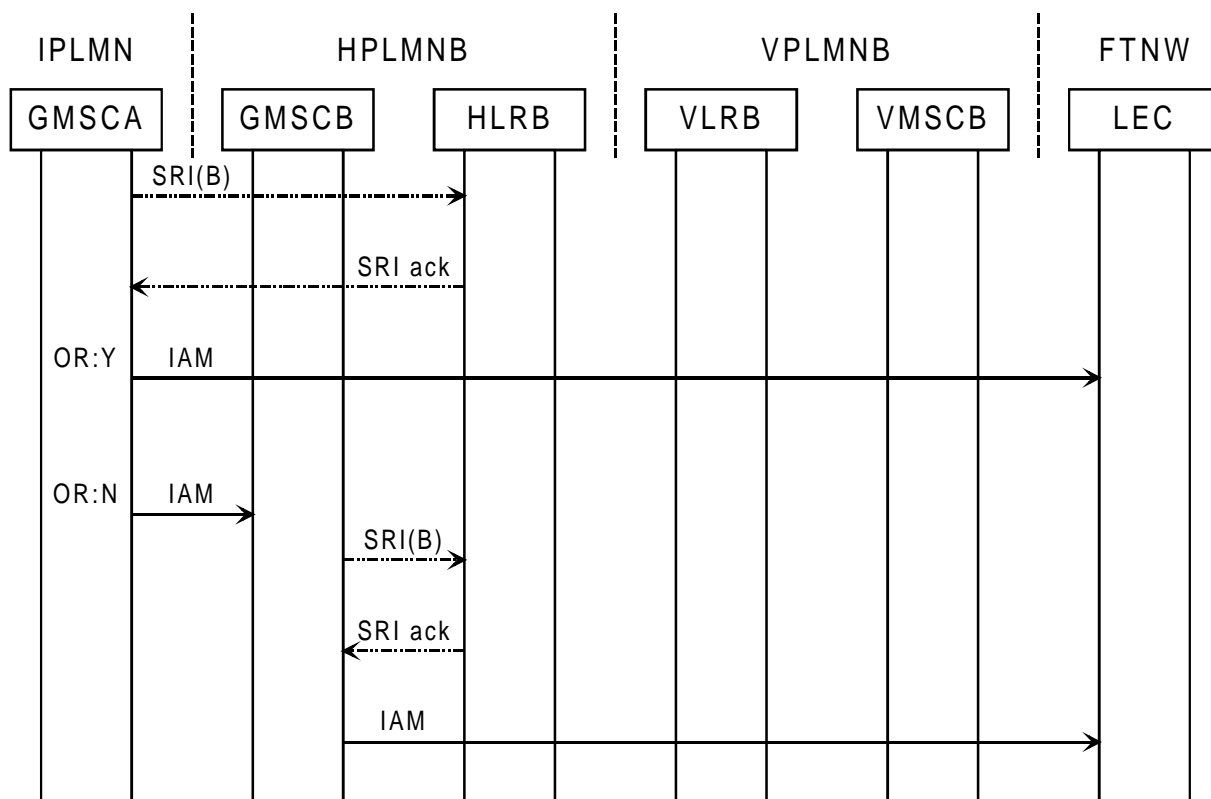 IPLMN HPLMNB VPLMNB FTNW
GMSCA GMSCB HLRB VLRB VMSCB LEC
SRI(B)
SRI ack
OR:Y IAM
OR:N IAM
SRI(B)
SRI ack
IAM